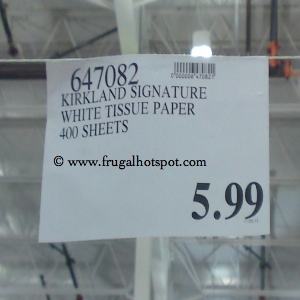 647082
KIRKLAND SIGNATURE
WHITE TISSUE PAPER
400 SHEETS
© www.frugalhotspot.com
5.99